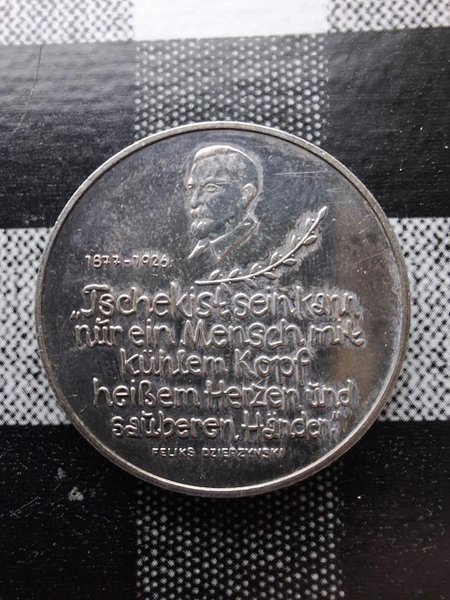 1877-1926
„Tschekist sein kann
nur ein Mensch mit
kühlem Kopf
heißem Herzen und
sauberen Händen"
FELIKS DZIERZYNSKI